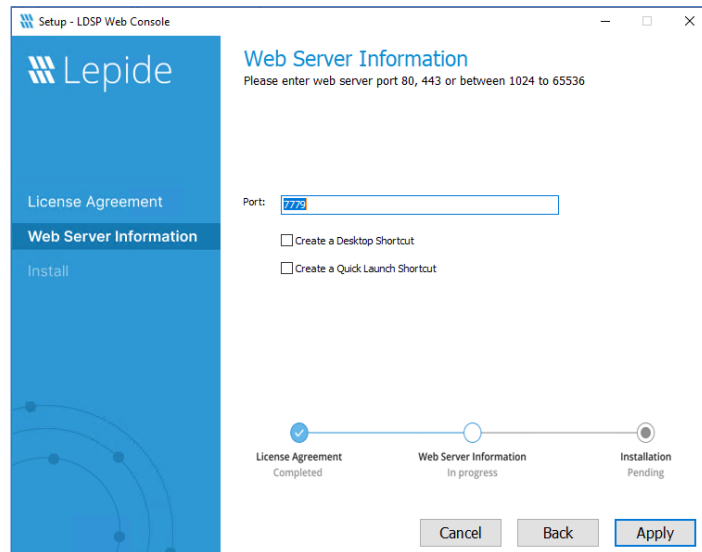 Setup - LDSP Web Console
Lepide
License Agreement
Web Server Information
Install
Web Server Information
Please enter web server port 80, 443 or between 1024 to 65536
Port:
7779
Create a Desktop Shortcut
Create a Quick Launch Shortcut
License Agreement
Completed
Web Server Information
In progress
Installation
Pending
Cancel
Back
Apply